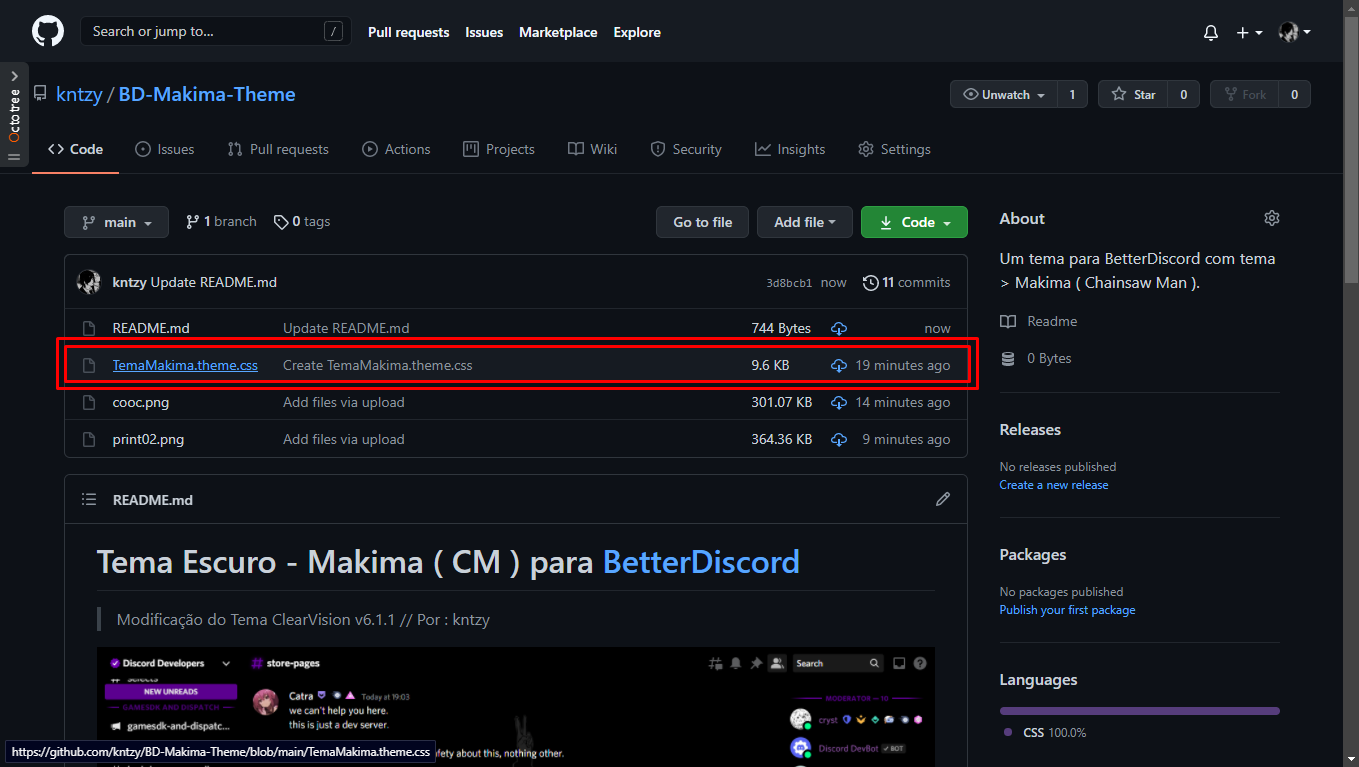 Search or jump to... /
Pull requests Issues Marketplace Explore
Octotree
kntzy / BD-Makima-Theme
Unwatch 1 Star 0 Fork 0
Code Issues Pull requests Actions Projects Wiki Security Insights Settings
main 1 branch 0 tags
Go to file Add file Code
kntzy Update README.md 3d8bcb1 now 11 commits
README.md Update README.md 744 Bytes now
TemaMakima.theme.css Create TemaMakima.theme.css 9.6 KB 19 minutes ago
cooc.png Add files via upload 301.07 KB 14 minutes ago
print02.png Add files via upload 364.36 KB 9 minutes ago
README.md
Tema Escuro - Makima ( CM ) para BetterDiscord
Modificação do Tema ClearVision v6.1.1 // Por : kntzy
Discord Developers
NEW UNREADS
GAMESDK AND DISPATCH
gamesdk-and-dispatc...
# store-pages
Search
Catra Today at 19:03
we can't help you here.
this is just a dev server.
fety about this, nothing other.
MODERATOR — 10
cryst
Discord DevBot BOT
https://github.com/kntzy/BD-Makima-Theme/blob/main/TemaMakima.theme.css
About
Um tema para BetterDiscord com tema
> Makima ( Chainsaw Man ).
Readme
0 Bytes
Releases
No releases published
Create a new release
Packages
No packages published
Publish your first package
Languages
CSS 100.0%